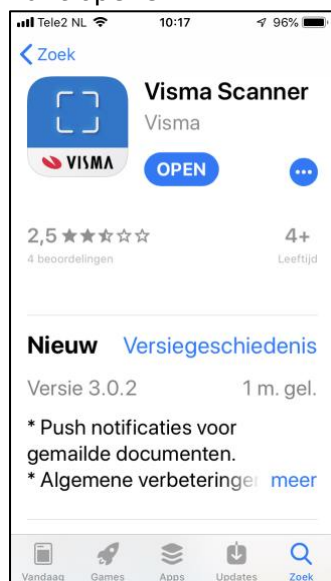 Tele2 NL 10:17 96%
Zoek
Visma Scanner
Visma
VISMA
OPEN
2,5 4+
4 beoordelingen Leeftijd
Nieuw Versiegeschiedenis
Versie 3.0.2 1 m. gel.
* Push notificaties voor
gemailde documenten.
* Algemene verbeteringe meer
Vandaag Games Apps Updates Zoek